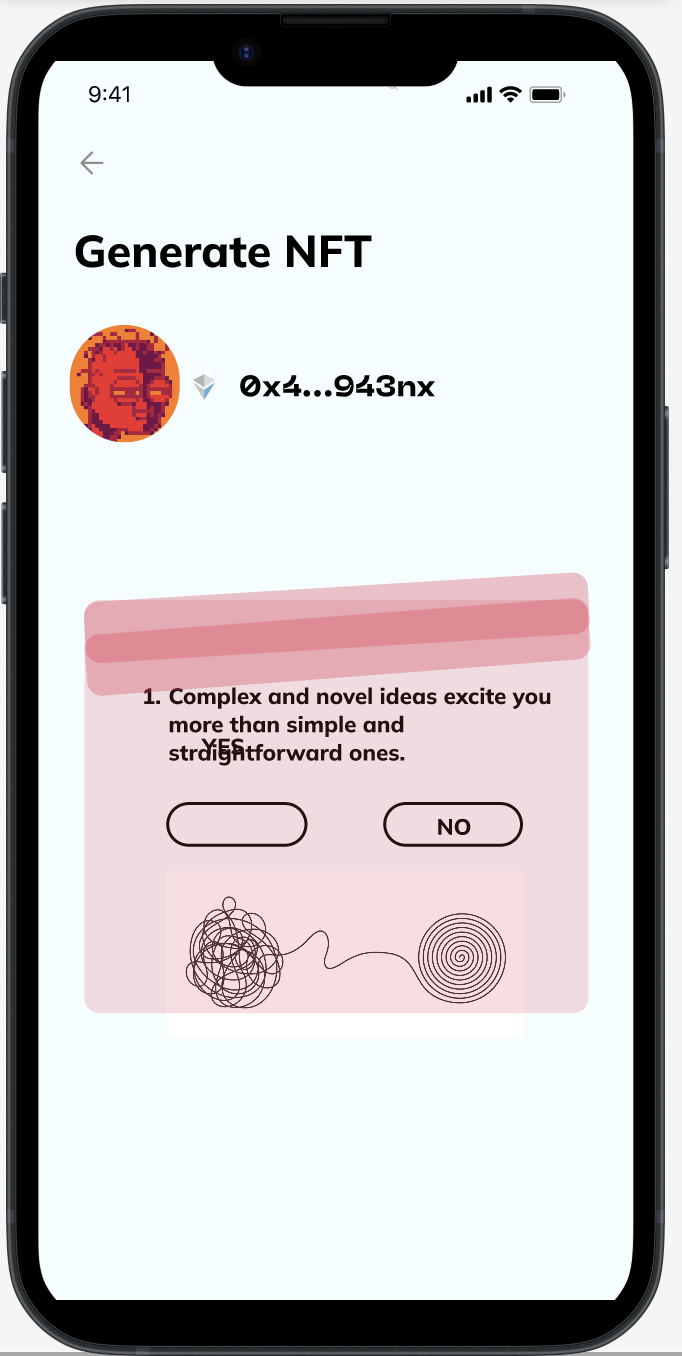 9:41
Generate NFT
0x4...943nx
1. Complex and novel ideas excite you
more than simple and
straightforward ones.
YES
NO